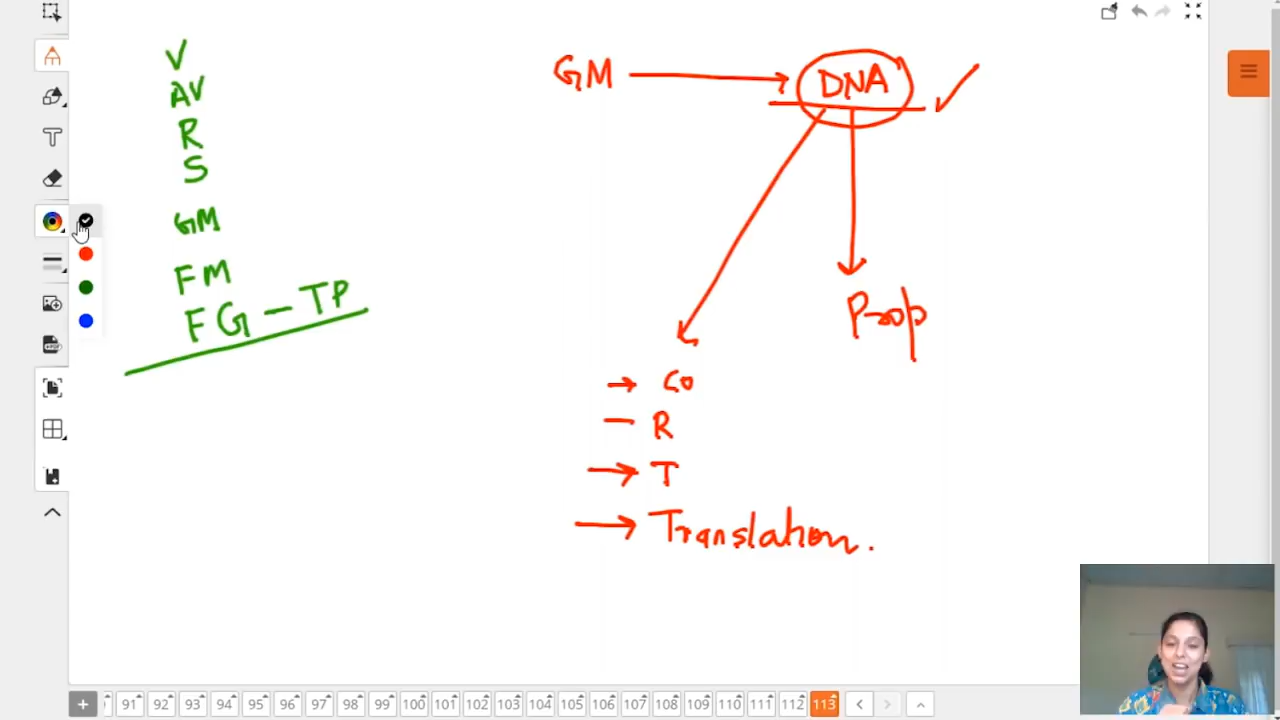 V
AV
R
S
GM
FM
FG - TP
GM → DNA ✓
Prop
→ Co
- R
→ T
→ Translation.
91 92 93 94 95 96 97 98 99 100 101 102 103 104 105 106 107 108 109 110 111 112 113